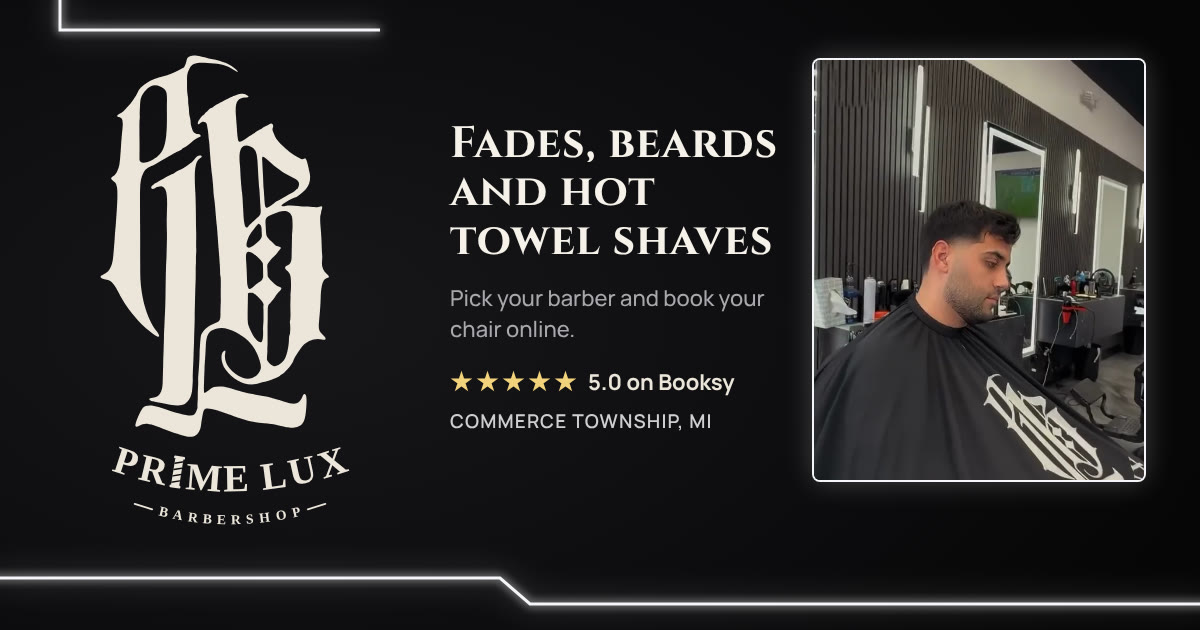 PRIME LUX
BARBERSHOP
FADES, BEARDS
AND HOT
TOWEL SHAVES
Pick your barber and book your
chair online.
5.0 on Booksy
COMMERCE TOWNSHIP, MI